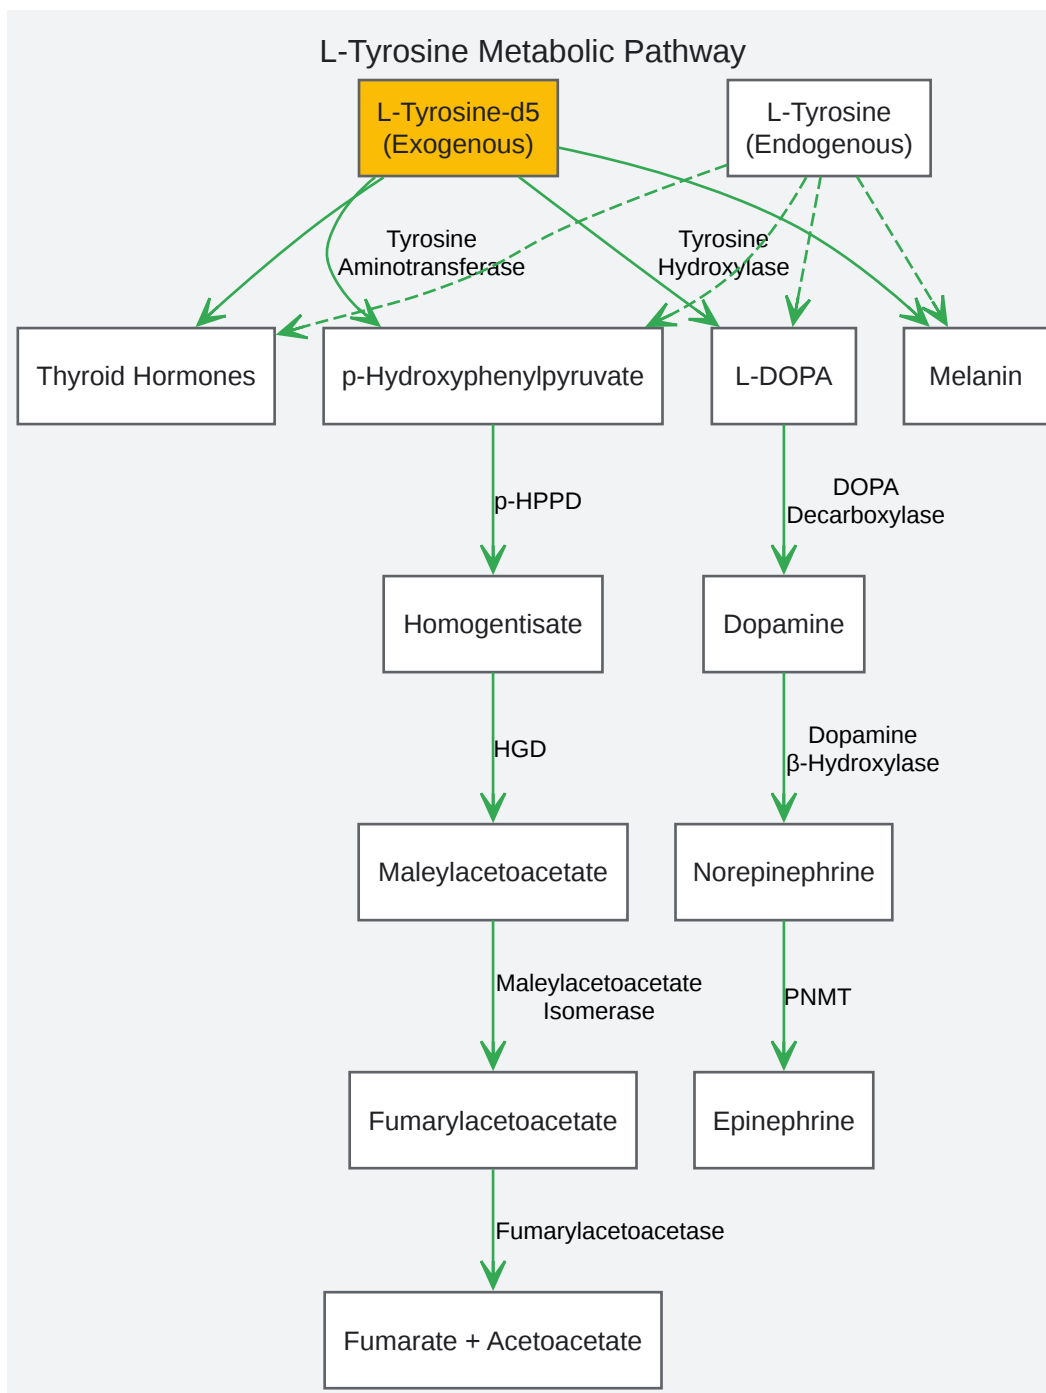 L-Tyrosine Metabolic Pathway
L-Tyrosine-d5
(Exogenous)
L-Tyrosine
(Endogenous)
Tyrosine
Aminotransferase
Tyrosine
Hydroxylase
Thyroid Hormones
p-Hydroxyphenylpyruvate
L-DOPA
Melanin
p-HPPD
DOPA
Decarboxylase
Homogentisate
Dopamine
HGD
Dopamine
β-Hydroxylase
Maleylacetoacetate
Norepinephrine
Maleylacetoacetate
Isomerase
PNMT
Fumarylacetoacetate
Epinephrine
Fumarylacetoacetase
Fumarate + Acetoacetate